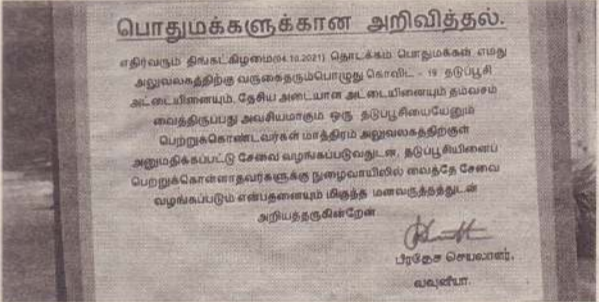 பொதுமக்களுக்கான அறிவித்தல்.
எதிர்வரும் திங்கட்கிழமை(04.10.2021) தொடக்கம் பொதுமக்கள் எமது
அலுவலகத்திற்கு வருகைதரும்பொழுது கொவிட் - 19 தடுப்பூசி
அட்டையினையும், தேசிய அடையாள அட்டையினையும் தம்வசம்
வைத்திருப்பது அவசியமாகும் ஒரு தடுப்பூசியையேனும்
பெற்றுக்கொண்டவர்கள் மாத்திரம் அலுவலகத்திற்குள்
அனுமதிக்கப்பட்டு சேவை வழங்கப்படுவதுடன், தடுப்பூசியினைப்
பெற்றுக்கொள்ளாதவர்களுக்கு நுழைவாயிலில் வைத்தே சேவை
வழங்கப்படும் என்பதனையும் மிகுந்த மனவருத்தத்துடன்
அறியத்தருகின்றேன்
பிரதேச செயலாளர்,
வவுனியா.